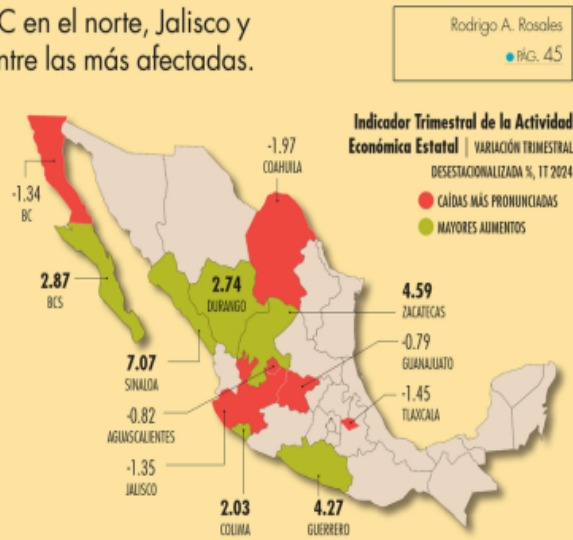 C en el norte, Jalisco y
ntre las más afectadas.
Rodrigo A. Rosales
PÁG. 45
Indicador Trimestral de la Actividad
Económica Estatal | VARIACIÓN TRIMESTRAL
DESESTACIONALIZADA %, 1T 2024
CAÍDAS MÁS PRONUNCIADAS
MAYORES AUMENTOS
-1.97
COAHUILA
-1.34
BC
2.87
BCS
2.74
DURANGO
4.59
ZACATECAS
7.07
SINALOA
-0.79
GUANAJUATO
-0.82
AGUASCALIENTES
-1.45
TLAXCALA
-1.35
JALISCO
2.03
COLIMA
4.27
GUERRERO